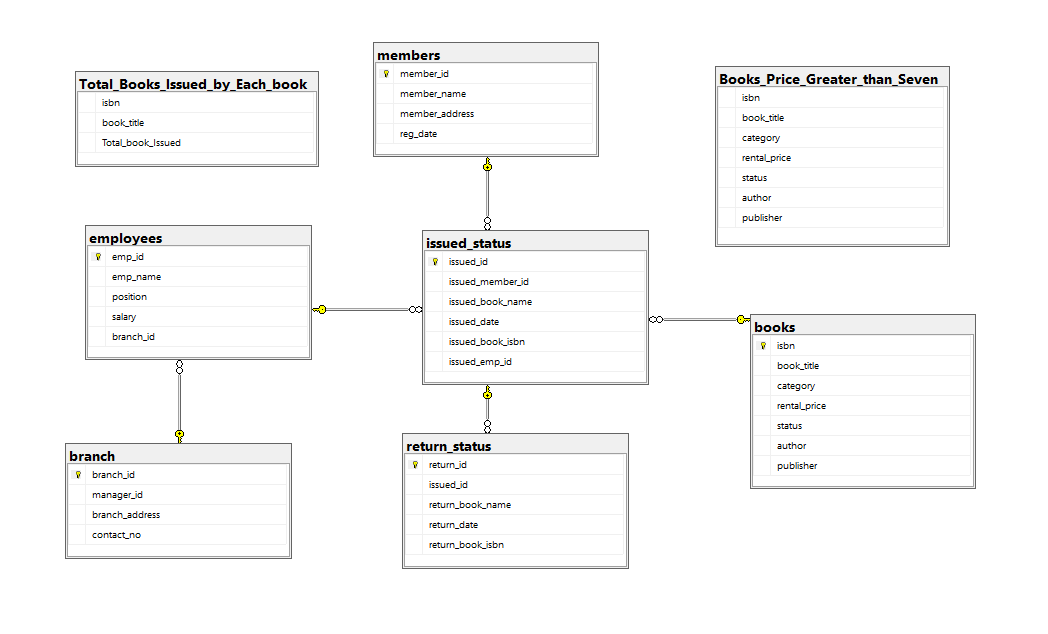 Total_Books_Issued_by_Each_book
isbn
book_title
Total_book_Issued
members
member_id
member_name
member_address
reg_date
Books_Price_Greater_than_Seven
isbn
book_title
category
rental_price
status
author
publisher
employees
emp_id
emp_name
position
salary
branch_id
issued_status
issued_id
issued_member_id
issued_book_name
issued_date
issued_book_isbn
issued_emp_id
books
isbn
book_title
category
rental_price
status
author
publisher
branch
branch_id
manager_id
branch_address
contact_no
return_status
return_id
issued_id
return_book_name
return_date
return_book_isbn